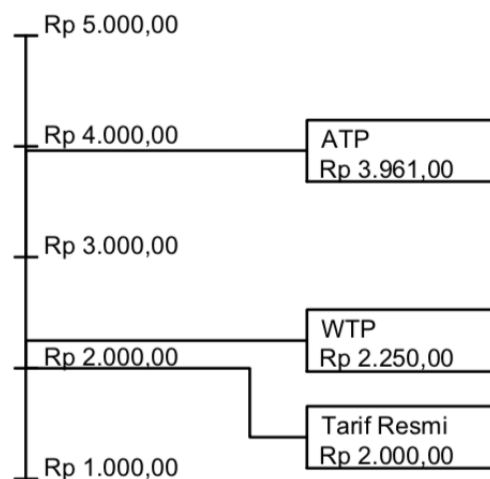 Rp 5.000,00
Rp 4.000,00
ATP
Rp 3.961,00
Rp 3.000,00
WTP
Rp 2.250,00
Rp 2.000,00
Tarif Resmi
Rp 2.000,00
Rp 1.000,00